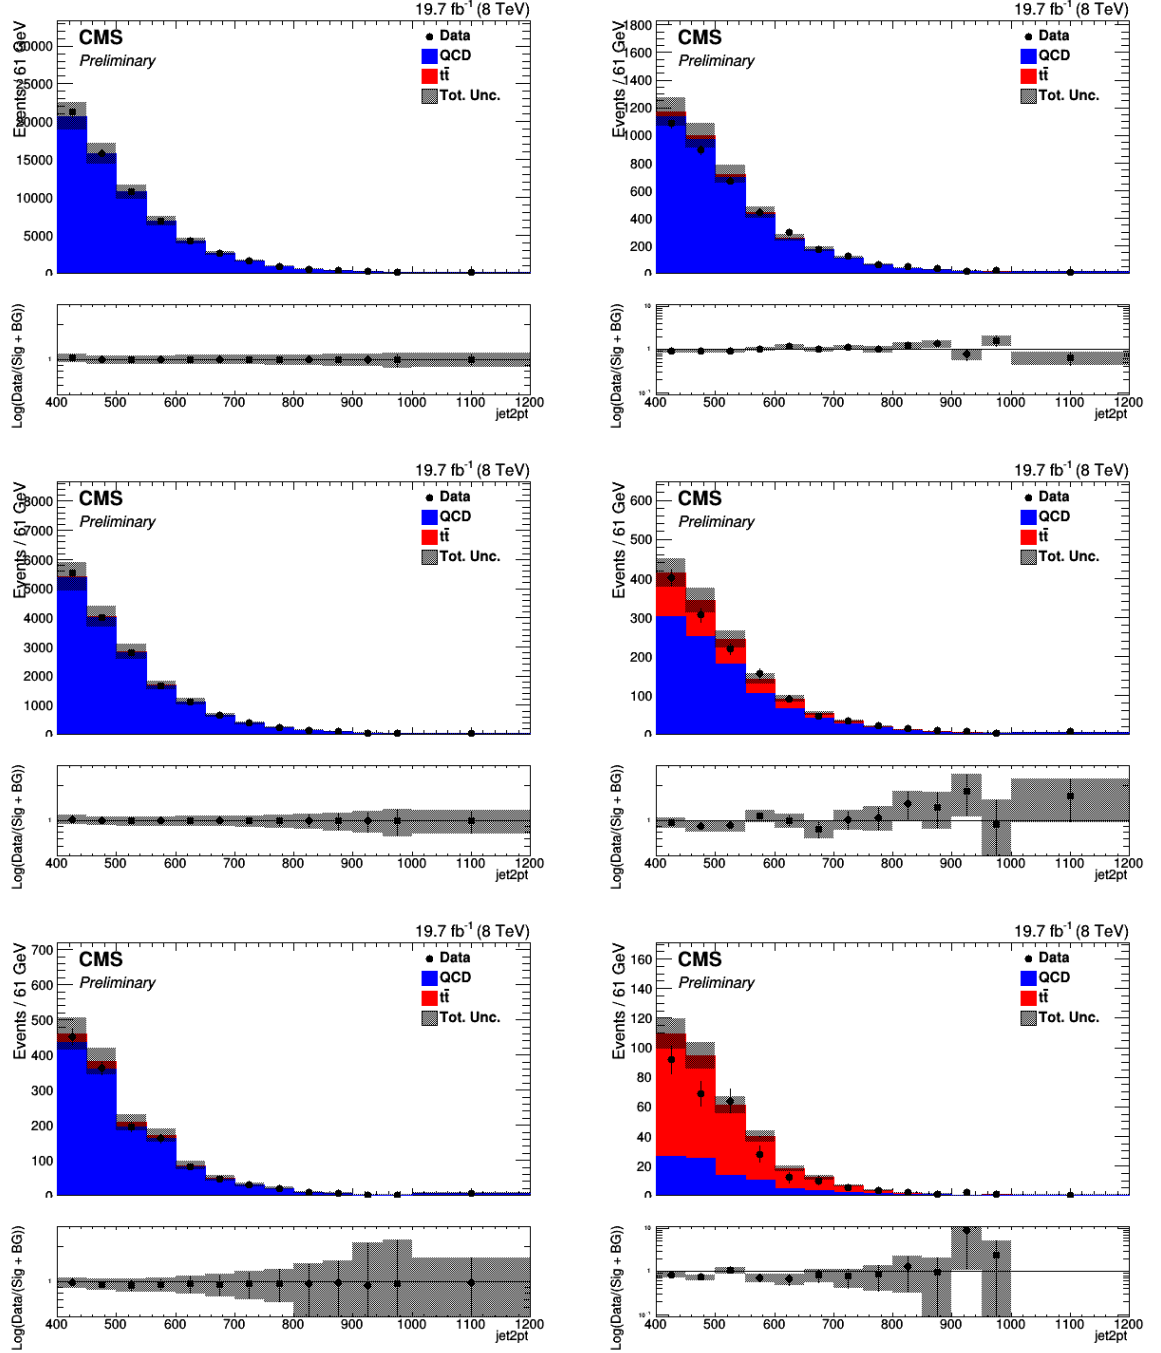 19.7 fb⁻¹ (8 TeV)
Events / 61 GeV
CMS
Preliminary
Data
QCD
tt̄
Tot. Unc.
30000
25000
20000
15000
10000
5000
0
Log(Data/(Sig + BG))
1
400 500 600 700 800 900 1000 1200
jet2pt
19.7 fb⁻¹ (8 TeV)
Events / 61 GeV
CMS
Preliminary
Data
QCD
tt̄
Tot. Unc.
1800
1600
1400
1200
1000
800
600
400
200
0
Log(Data/(Sig + BG))
10
1
10⁻¹
400 500 600 700 800 900 1000 1200
jet2pt
19.7 fb⁻¹ (8 TeV)
Events / 61 GeV
CMS
Preliminary
Data
QCD
tt̄
Tot. Unc.
8000
7000
6000
5000
4000
3000
2000
1000
0
Log(Data/(Sig + BG))
1
400 500 600 700 800 900 1000 1200
jet2pt
19.7 fb⁻¹ (8 TeV)
Events / 61 GeV
CMS
Preliminary
Data
QCD
tt̄
Tot. Unc.
600
500
400
300
200
100
0
Log(Data/(Sig + BG))
1
400 500 600 700 800 900 1000 1200
jet2pt
19.7 fb⁻¹ (8 TeV)
Events / 61 GeV
CMS
Preliminary
Data
QCD
tt̄
Tot. Unc.
700
600
500
400
300
200
100
0
Log(Data/(Sig + BG))
1
400 500 600 700 800 900 1000 1200
jet2pt
19.7 fb⁻¹ (8 TeV)
Events / 61 GeV
CMS
Preliminary
Data
QCD
tt̄
Tot. Unc.
160
140
120
100
80
60
40
20
0
Log(Data/(Sig + BG))
10
1
10⁻¹
400 500 600 700 800 900 1000 1200
jet2pt